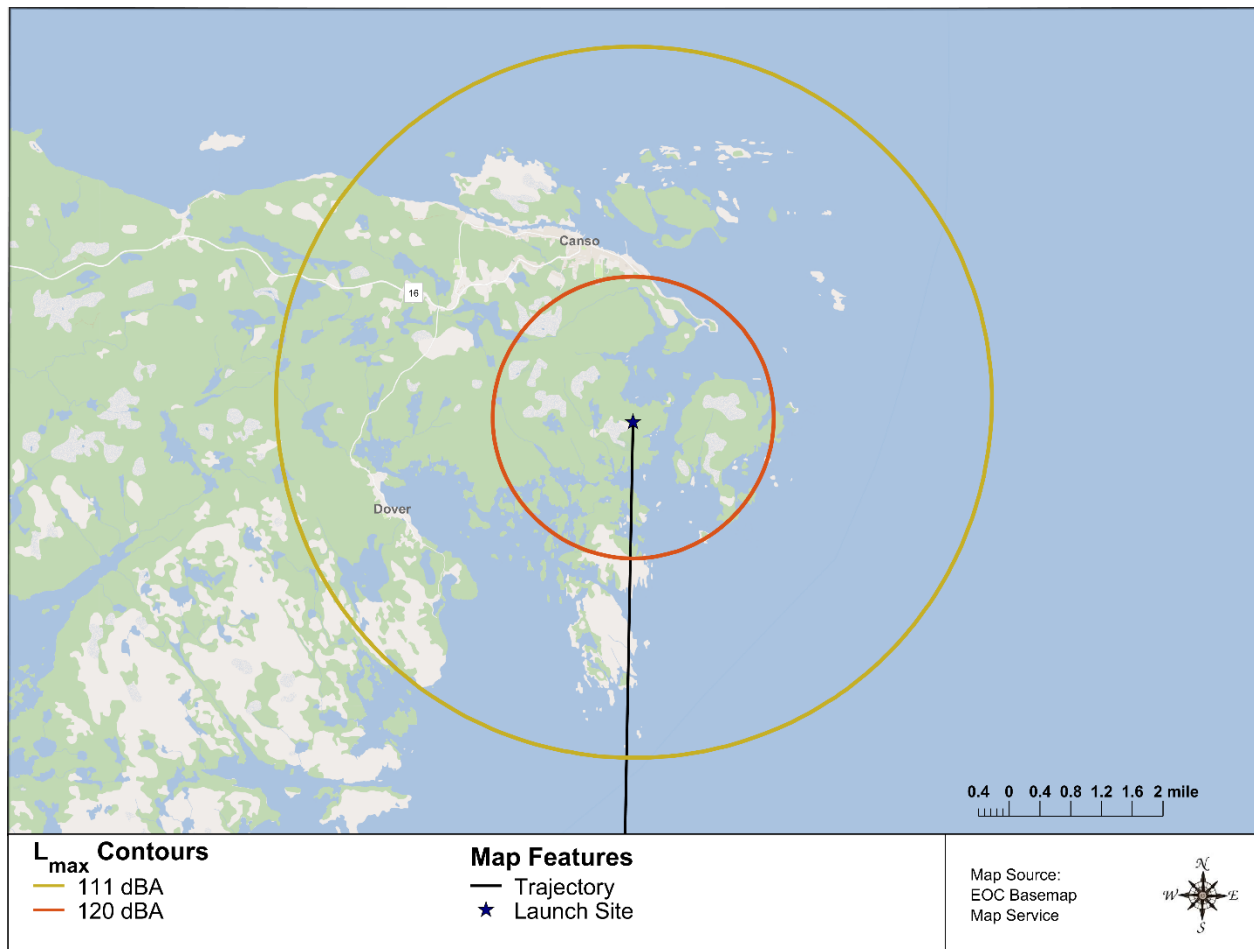 Canso
16
Dover
0.4 0 0.4 0.8 1.2 1.6 2 mile
Lmax Contours
111 dBA
120 dBA
Map Features
Trajectory
Launch Site
Map Source:
EOC Basemap
Map Service
N
W E
S